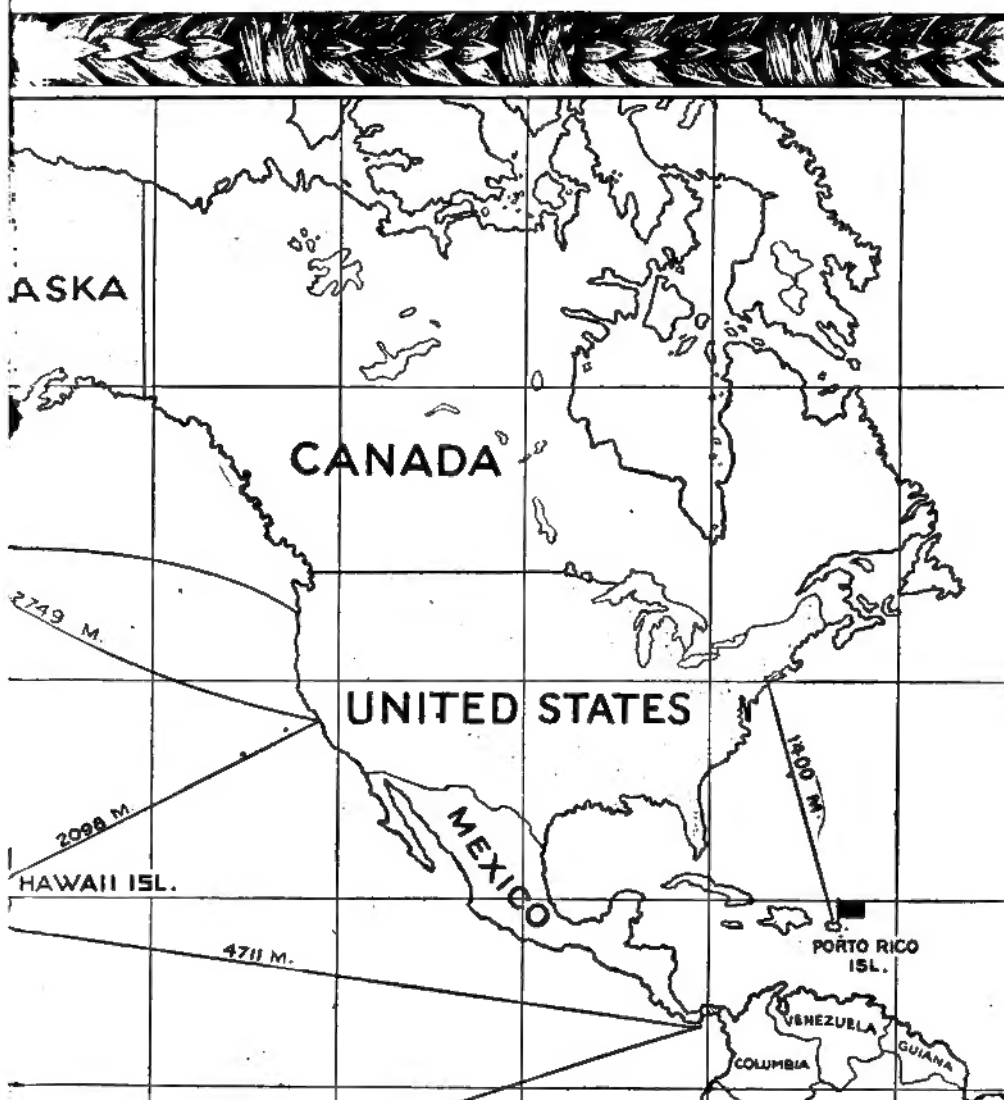 ASKA
CANADA
2749 M.
UNITED STATES
1400 M.
2098 M.
MEXICO
HAWAII ISL.
4711 M.
PORTO RICO
ISL.
VENEZUELA
GUIANA
COLUMBIA